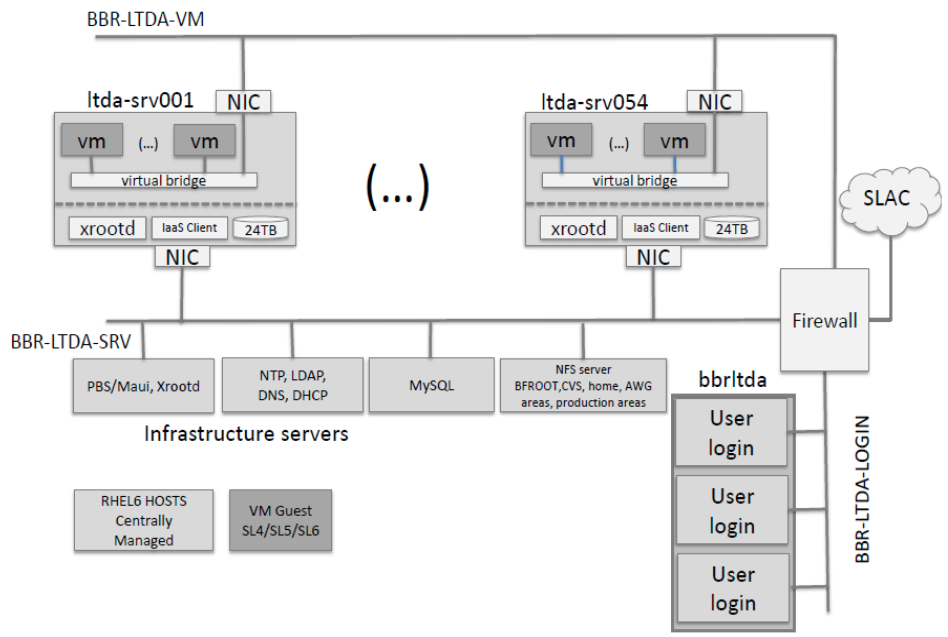 BBR-LTDA-VM
ltda-srv001
NIC
ltda-srv054
NIC
vm
(...)
vm
vm
(...)
vm
virtual bridge
virtual bridge
(...)
SLAC
xrootd
IaaS Client
24TB
xrootd
IaaS Client
24TB
NIC
NIC
Firewall
BBR-LTDA-SRV
PBS/Maui, Xrootd
NTP, LDAP,
DNS, DHCP
MySQL
NFS server
BFROOT,CVS, home, AWG
areas, production areas
Infrastructure servers
bbrltda
User
login
User
login
User
login
BBR-LTDA-LOGIN
RHEL6 HOSTS
Centrally
Managed
VM Guest
SL4/SL5/SL6